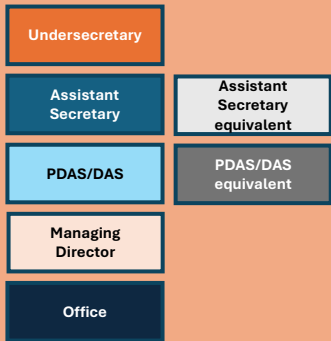 Undersecretary
Assistant
Secretary
Assistant
Secretary
equivalent
PDAS/DAS
PDAS/DAS
equivalent
Managing
Director
Office